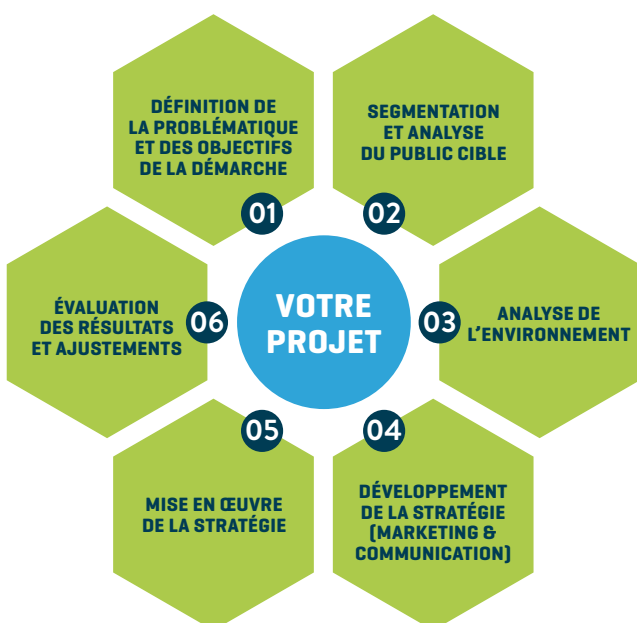 DÉFINITION DE
LA PROBLÉMATIQUE
ET DES OBJECTIFS
DE LA DÉMARCHE
01
SEGMENTATION
ET ANALYSE
DU PUBLIC CIBLE
02
VOTRE
PROJET
03
ANALYSE DE
L'ENVIRONNEMENT
04
DÉVELOPPEMENT
DE LA STRATÉGIE
(MARKETING &
COMMUNICATION)
05
MISE EN ŒUVRE
DE LA STRATÉGIE
06
ÉVALUATION
DES RÉSULTATS
ET AJUSTEMENTS